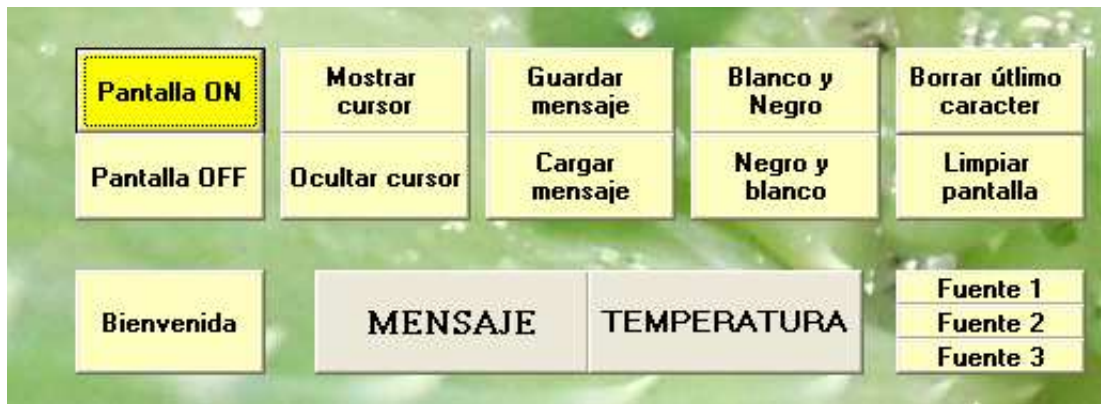 Pantalla ON
Mostrar
cursor
Guardar
mensaje
Blanco y
Negro
Borrar útlimo
caracter
Pantalla OFF
Ocultar cursor
Cargar
mensaje
Negro y
blanco
Limpiar
pantalla
Bienvenida
MENSAJE
TEMPERATURA
Fuente 1
Fuente 2
Fuente 3